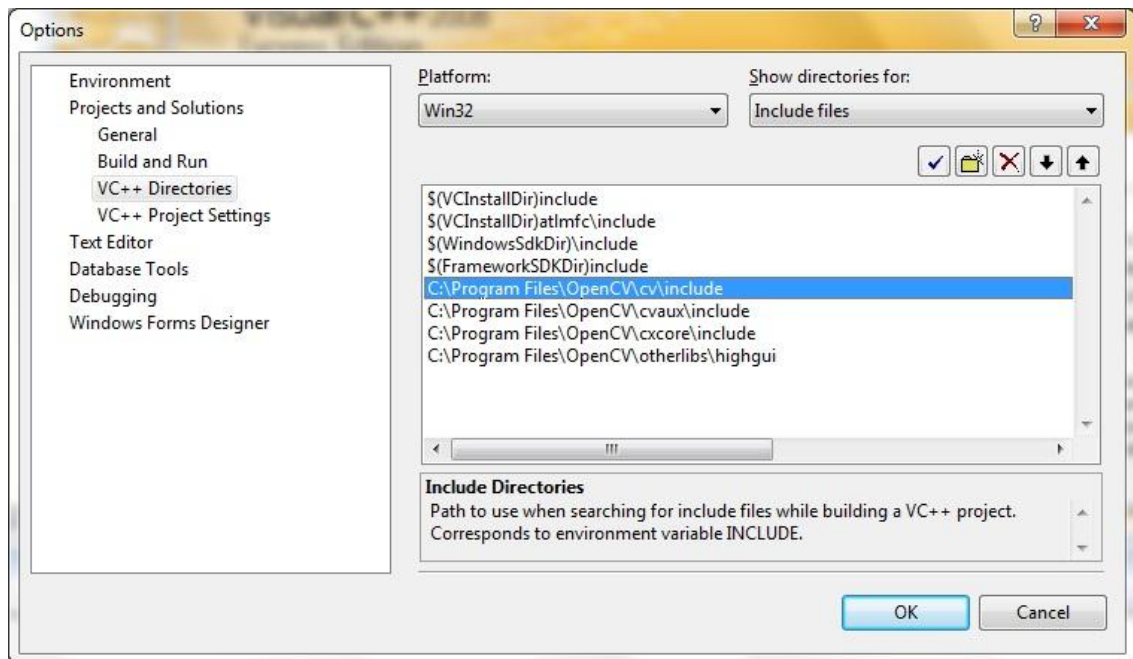 Visual C++ 2008
Express Edition
Options
Environment
Projects and Solutions
General
Build and Run
VC++ Directories
VC++ Project Settings
Text Editor
Database Tools
Debugging
Windows Forms Designer
Platform:
Show directories for:
Win32
Include files
$(VCInstallDir)include
$(VCInstallDir)atlmfc\include
$(WindowsSdkDir)\include
$(FrameworkSDKDir)include
C:\Program Files\OpenCV\cv\include
C:\Program Files\OpenCV\cvaux\include
C:\Program Files\OpenCV\cxcore\include
C:\Program Files\OpenCV\otherlibs\highgui
Include Directories
Path to use when searching for include files while building a VC++ project.
Corresponds to environment variable INCLUDE.
OK
Cancel